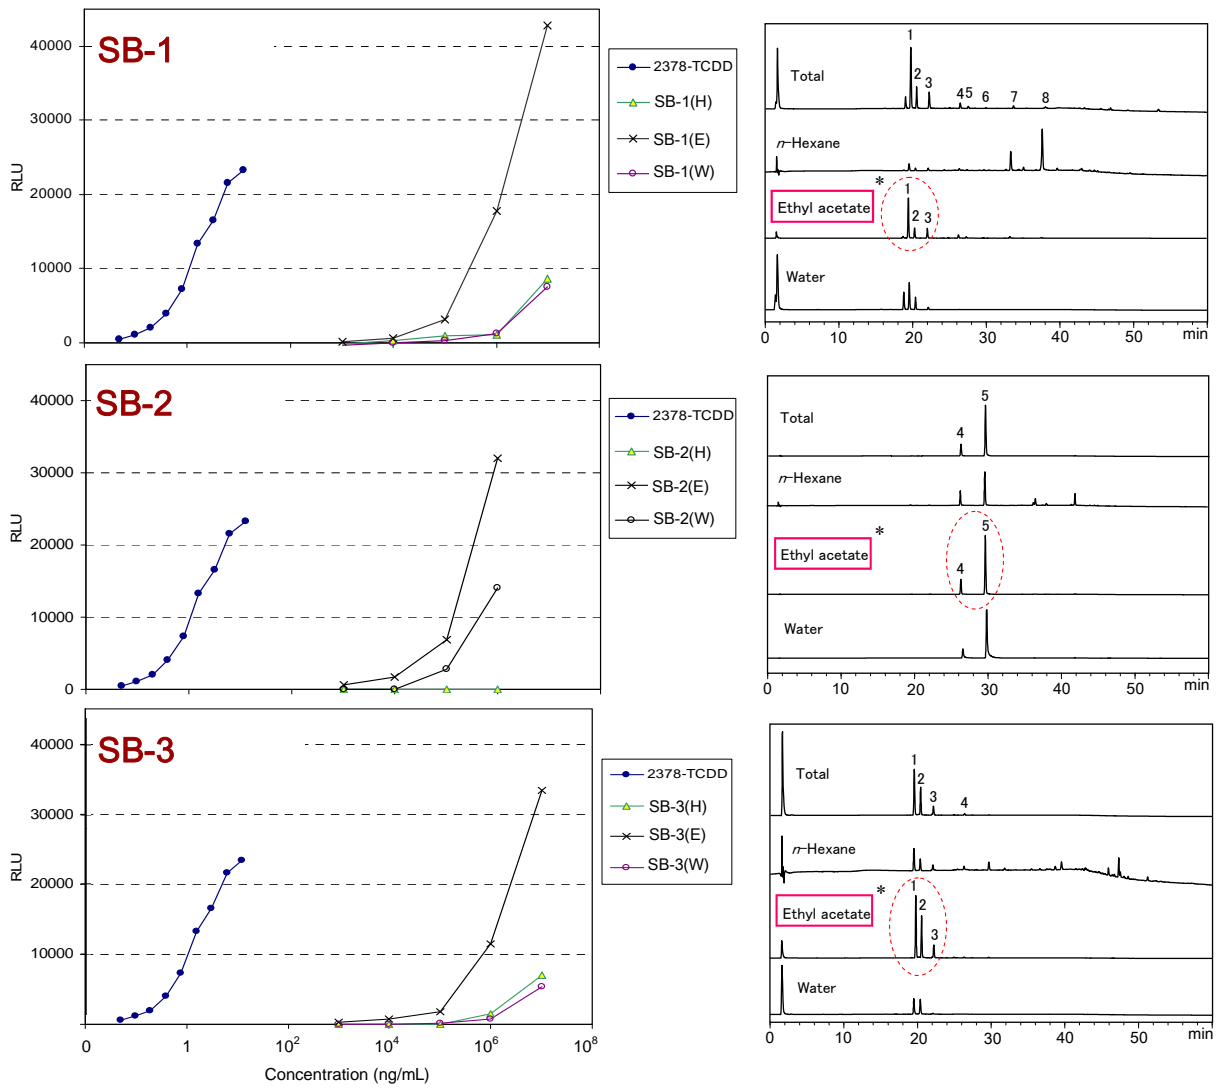 SB-1
40000
30000
20000
10000
0
RLU
2378-TCDD
SB-1(H)
SB-1(E)
SB-1(W)
Total
1
2
3
4
5
6
7
8
n-Hexane
Ethyl acetate
*
1
2
3
Water
0
10
20
30
40
50
min
SB-2
40000
30000
20000
10000
0
RLU
2378-TCDD
SB-2(H)
SB-2(E)
SB-2(W)
Total
4
5
n-Hexane
Ethyl acetate
*
4
5
Water
0
10
20
30
40
50
min
SB-3
40000
30000
20000
10000
RLU
0
1
10²
10⁴
10⁶
10⁸
Concentration (ng/mL)
2378-TCDD
SB-3(H)
SB-3(E)
SB-3(W)
Total
1
2
3
4
n-Hexane
Ethyl acetate
*
1
2
3
Water
0
10
20
30
40
50
min